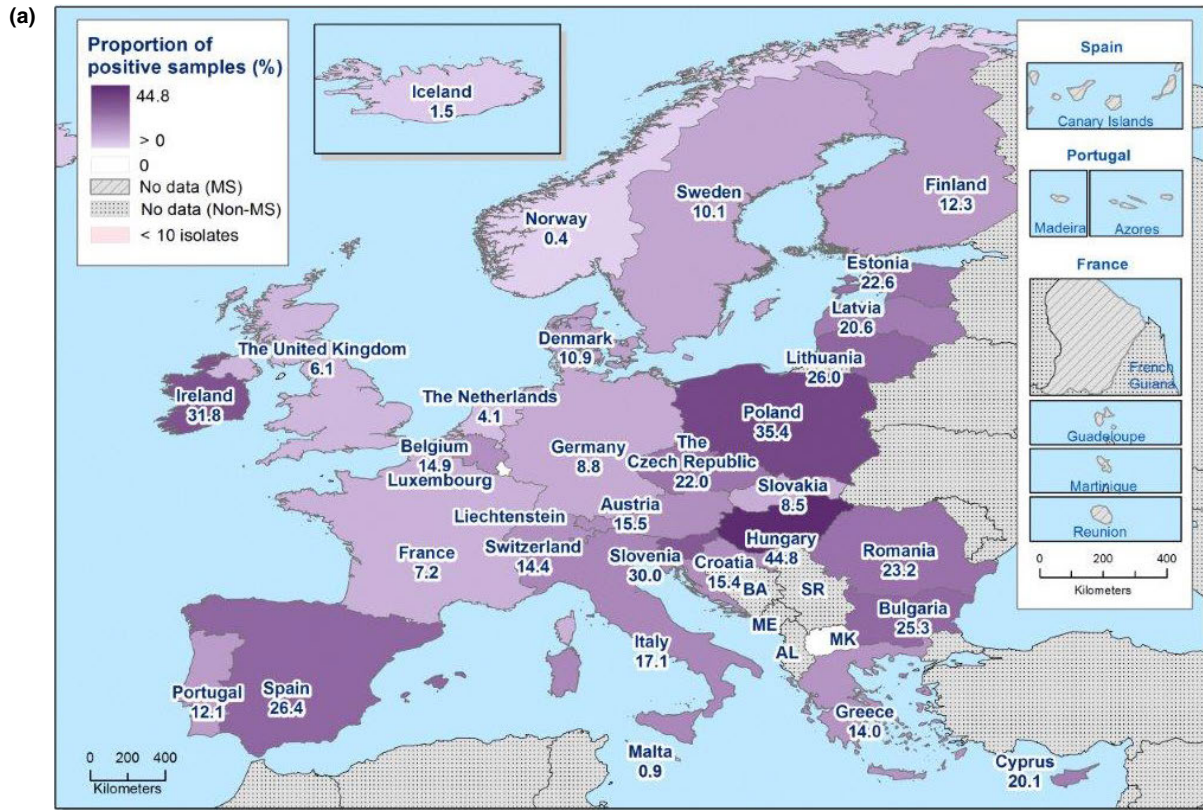 (a)
Proportion of
positive samples (%)
44.8
> 0
0
No data (MS)
No data (Non-MS)
< 10 isolates
Iceland
1.5
Norway
0.4
Sweden
10.1
Finland
12.3
Estonia
22.6
Latvia
20.6
Lithuania
26.0
Denmark
10.9
The United Kingdom
6.1
Ireland
31.8
The Netherlands
4.1
Belgium
14.9
Luxembourg
Germany
8.8
Poland
35.4
The
Czech Republic
22.0
Slovakia
8.5
Austria
15.5
Liechtenstein
Switzerland
14.4
France
7.2
Slovenia
30.0
Hungary
44.8
Croatia
15.4
Romania
23.2
BA
SR
Bulgaria
25.3
ME
MK
AL
Italy
17.1
Portugal
12.1
Spain
26.4
Greece
14.0
Malta
0.9
Cyprus
20.1
0 200 400
Kilometers
Spain
Canary Islands
Portugal
Madeira
Azores
France
French
Guiana
Guadeloupe
Martinique
Reunion
0 200 400
Kilometers